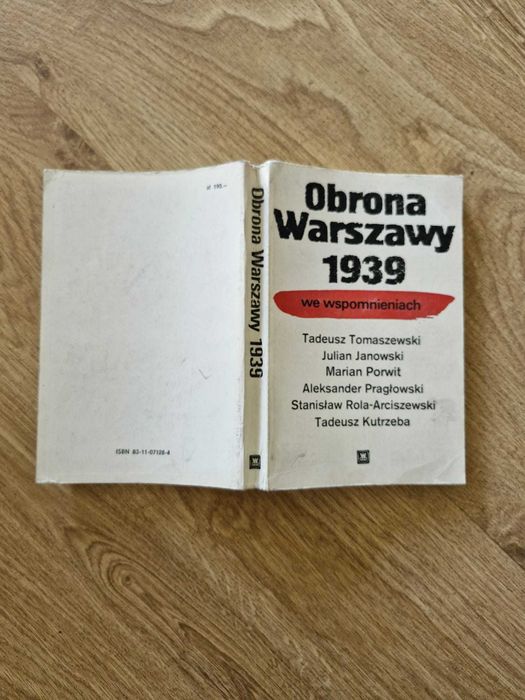 zł 190.—
ISBN 83-11-07128-4
Obrona Warszawy 1939
Obrona
Warszawy
1939
we wspomnieniach
Tadeusz Tomaszewski
Julian Janowski
Marian Porwit
Aleksander Pragłowski
Stanisław Rola-Arciszewski
Tadeusz Kutrzeba